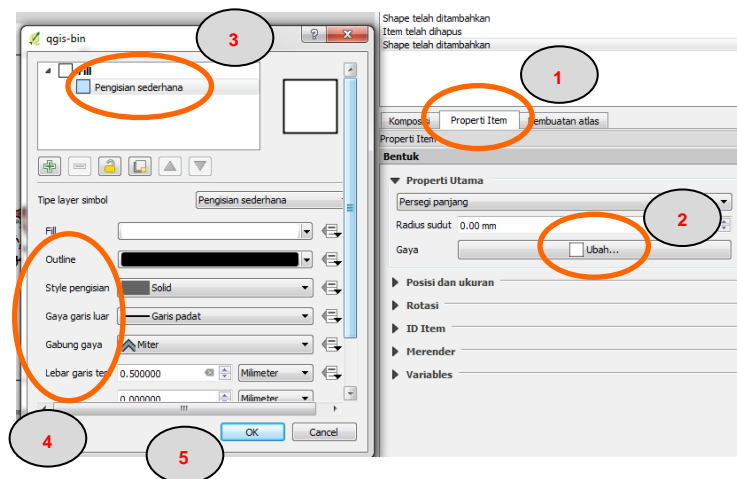 qgis-bin
3
Fill
Pengisian sederhana
Tipe layer simbol
Pengisian sederhana
Fill
Outline
Style pengisian
Solid
Gaya garis luar
Garis padat
Gabung gaya
Miter
Lebar garis
0.500000
Milimeter
0.000000
Milimeter
OK
Cancel
4
5
Shape telah ditambahkan
Item telah dihapus
Shape telah ditambahkan
1
Komposisi
Properti Item
Pembuatan atlas
Properti Item
Bentuk
Properti Utama
Persegi panjang
2
Radius sudut
0.00 mm
Gaya
Ubah...
Posisi dan ukuran
Rotasi
ID Item
Merender
Variables